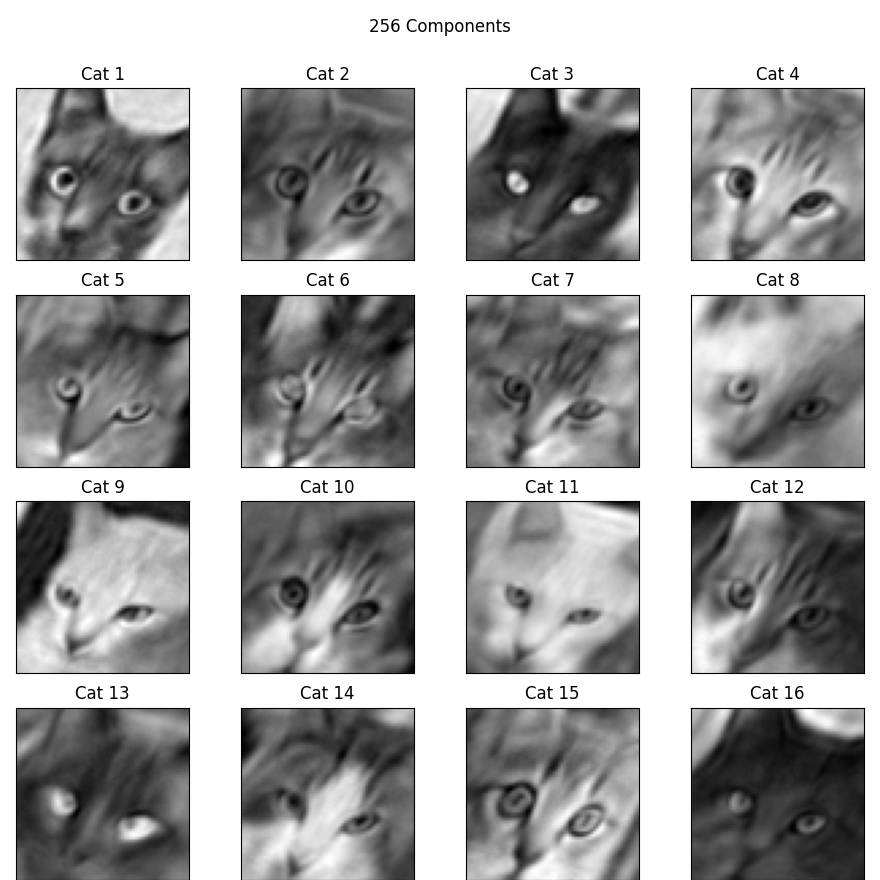 256 Components
Cat 1 Cat 2 Cat 3 Cat 4
Cat 5 Cat 6 Cat 7 Cat 8
Cat 9 Cat 10 Cat 11 Cat 12
Cat 13 Cat 14 Cat 15 Cat 16